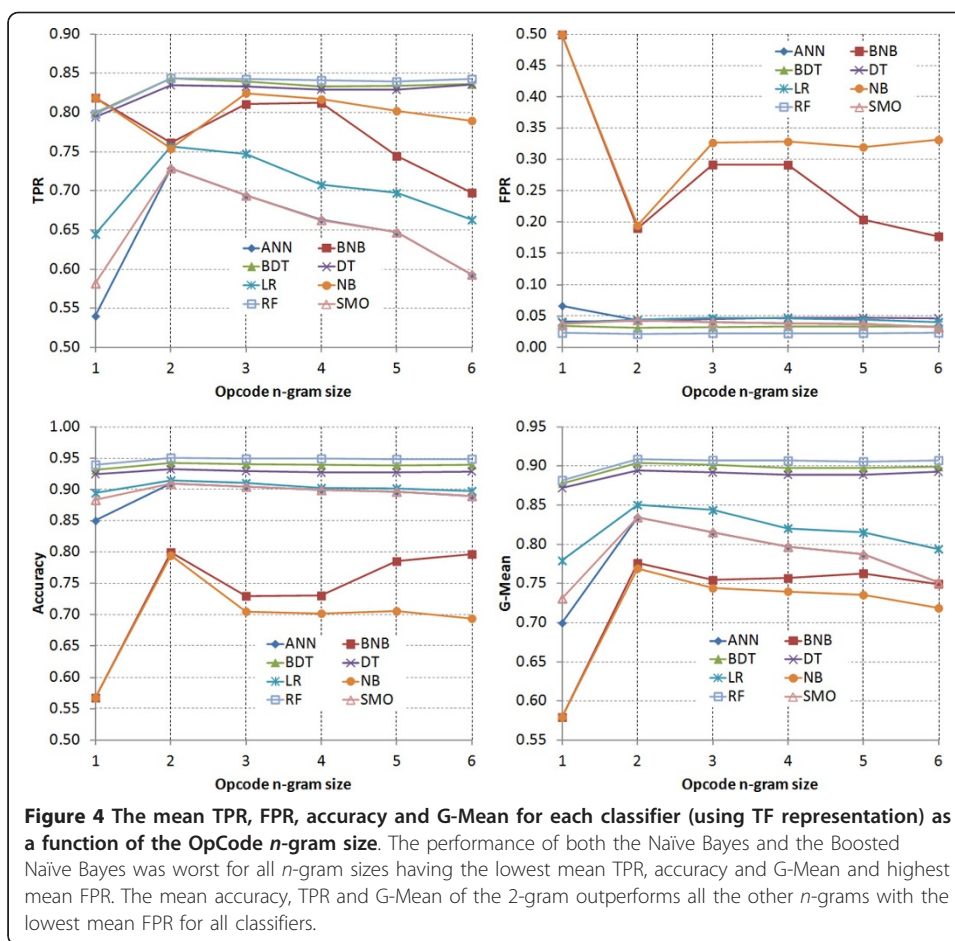 0.90
0.85
0.80
0.75
0.70
0.65
0.60
0.55
0.50
TPR
ANN BNB
BDT DT
LR NB
RF SMO
1 2 3 4 5 6
Opcode n-gram size
0.50
0.45
0.40
0.35
0.30
0.25
0.20
0.15
0.10
0.05
0.00
FPR
ANN BNB
BDT DT
LR NB
RF SMO
1 2 3 4 5 6
Opcode n-gram size
1.00
0.95
0.90
0.85
0.80
0.75
0.70
0.65
0.60
0.55
0.50
Accuracy
ANN BNB
BDT DT
LR NB
RF SMO
1 2 3 4 5 6
Opcode n-gram size
0.95
0.90
0.85
0.80
0.75
0.70
0.65
0.60
0.55
G-Mean
ANN BNB
BDT DT
LR NB
RF SMO
1 2 3 4 5 6
Opcode n-gram size
Figure 4 The mean TPR, FPR, accuracy and G-Mean for each classifier (using TF representation) as
a function of the OpCode n-gram size. The performance of both the Naïve Bayes and the Boosted
Naïve Bayes was worst for all n-gram sizes having the lowest mean TPR, accuracy and G-Mean and highest
mean FPR. The mean accuracy, TPR and G-Mean of the 2-gram outperforms all the other n-grams with the
lowest mean FPR for all classifiers.